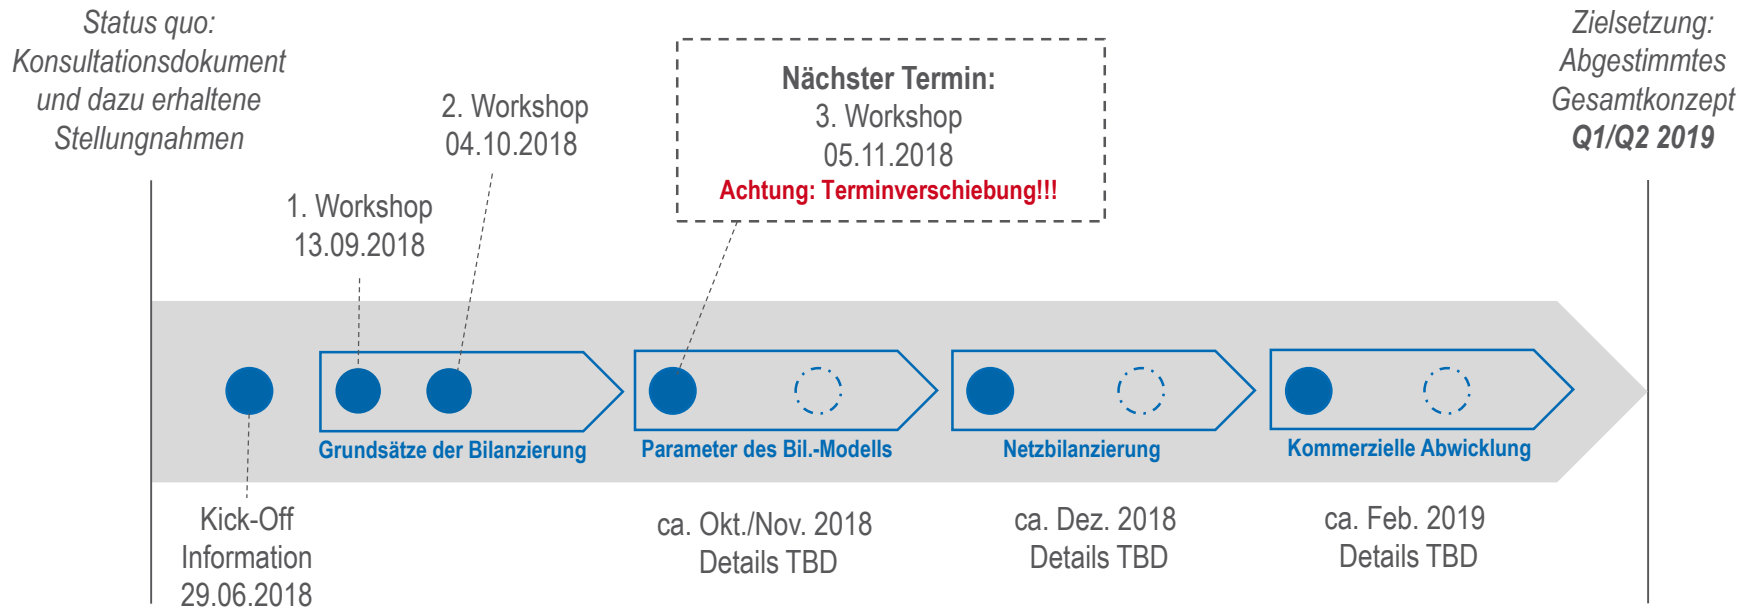 Status quo:
Konsultationsdokument
und dazu erhaltene
Stellungnahmen
1. Workshop
13.09.2018
2. Workshop
04.10.2018
Nächster Termin:
3. Workshop
05.11.2018
Achtung: Terminverschiebung!!!
Zielsetzung:
Abgestimmtes
Gesamtkonzept
Q1/Q2 2019
Grundsätze der Bilanzierung
Parameter des Bil.-Modells
Netzbilanzierung
Kommerzielle Abwicklung
Kick-Off
Information
29.06.2018
ca. Okt./Nov. 2018
Details TBD
ca. Dez. 2018
Details TBD
ca. Feb. 2019
Details TBD